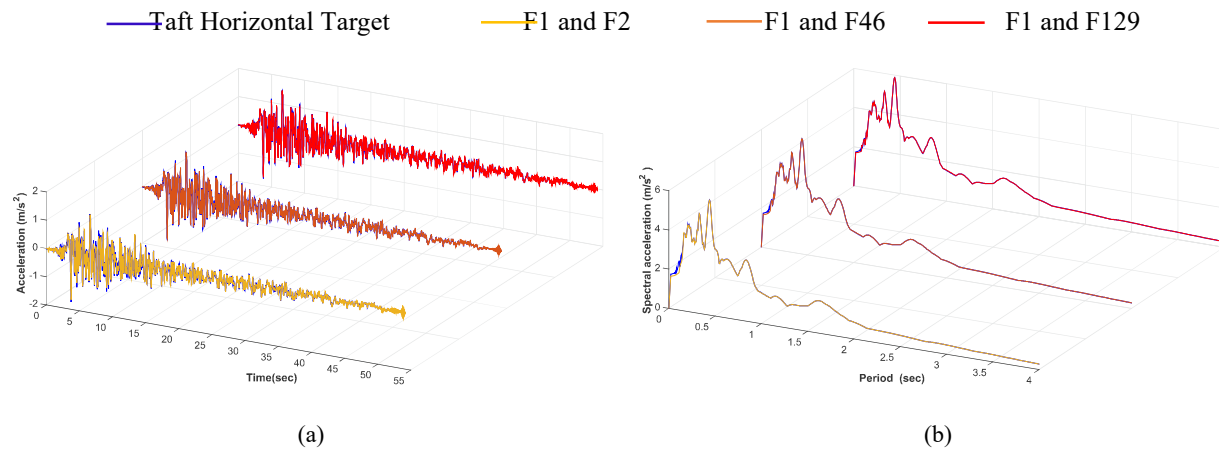 Taft Horizontal Target F1 and F2 F1 and F46 F1 and F129
Acceleration (m/s²)
2
1
0
-1
-2
0 5 10 15 20 25 30 35 40 45 50 55
Time(sec)
Spectral acceleration (m/s²)
6
4
2
0
0 0.5 1 1.5 2 2.5 3 3.5 4
Period (sec)
(a) (b)